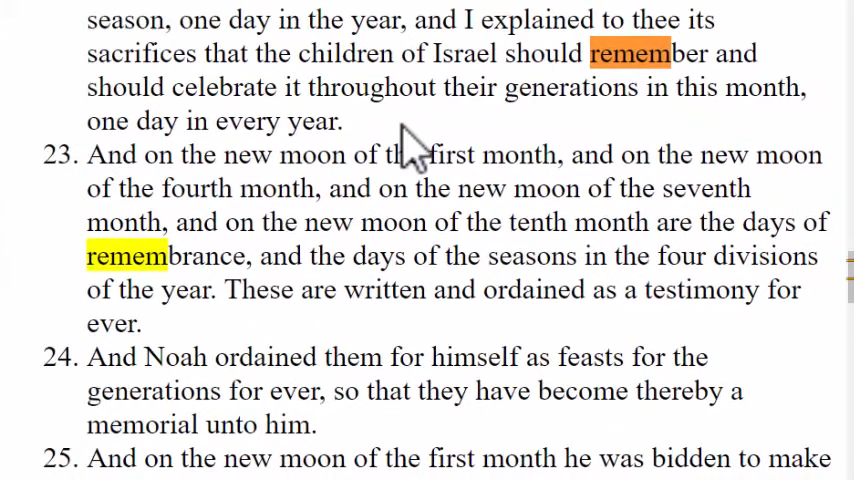 season, one day in the year, and I explained to thee its
sacrifices that the children of Israel should remember and
should celebrate it throughout their generations in this month,
one day in every year.
23. And on the new moon of the first month, and on the new moon
of the fourth month, and on the new moon of the seventh
month, and on the new moon of the tenth month are the days of
remembrance, and the days of the seasons in the four divisions
of the year. These are written and ordained as a testimony for
ever.
24. And Noah ordained them for himself as feasts for the
generations for ever, so that they have become thereby a
memorial unto him.
25. And on the new moon of the first month he was bidden to make